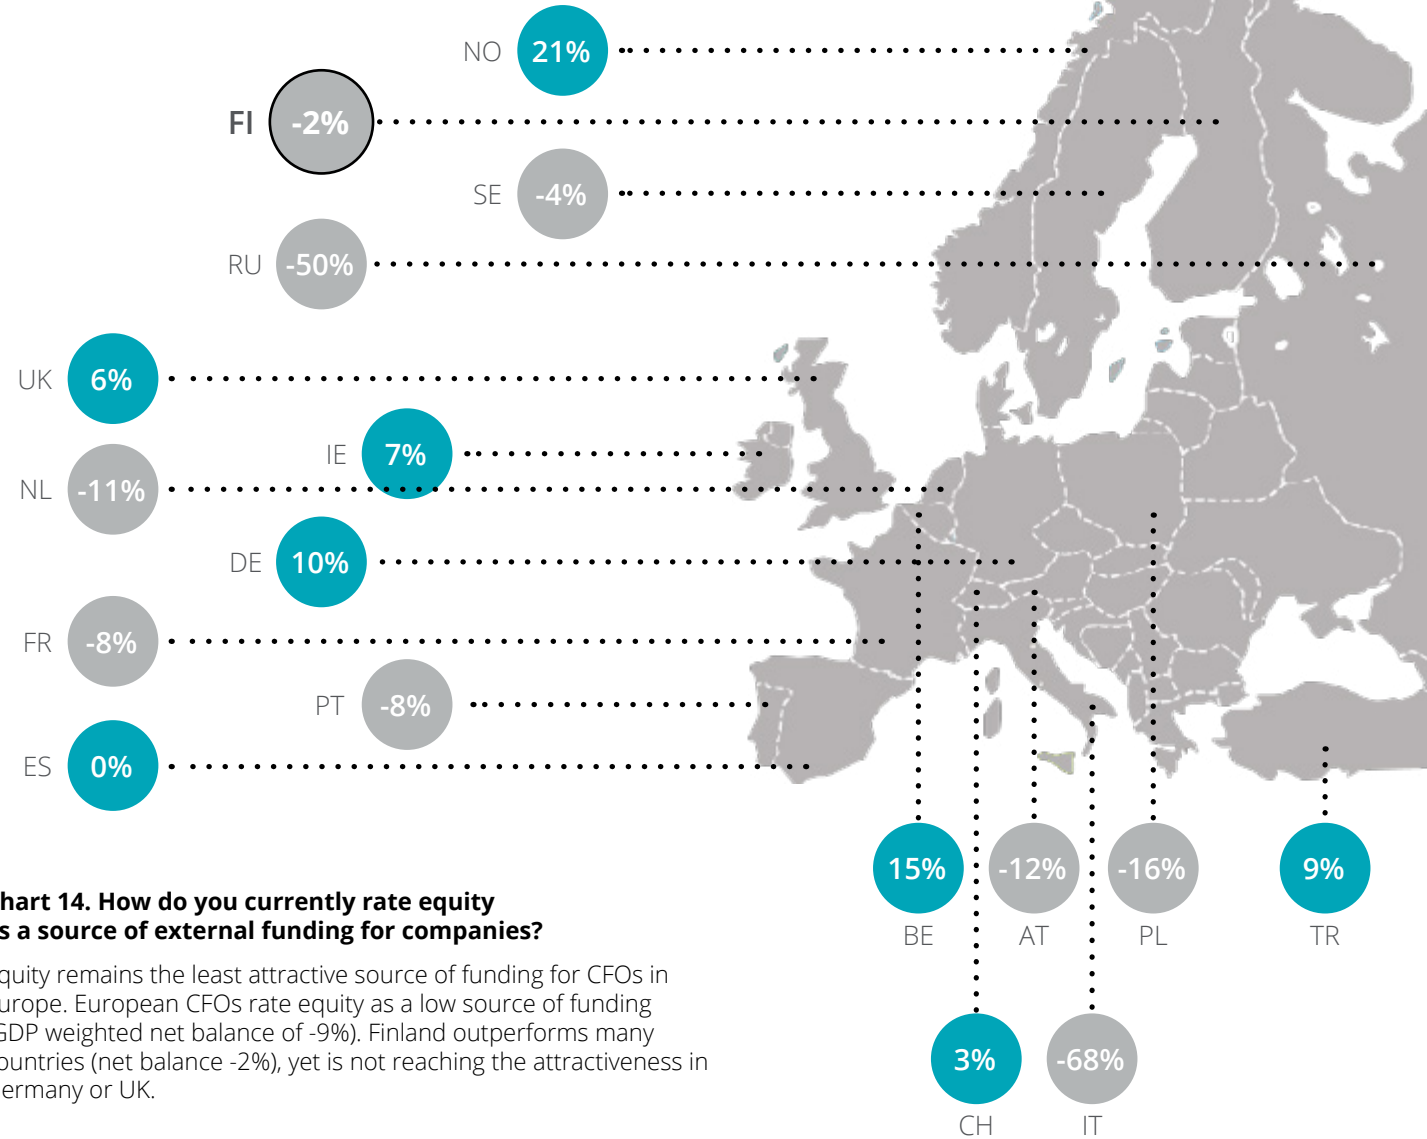 NO 21%
FI -2%
SE -4%
RU -50%
UK 6%
IE 7%
NL -11%
DE 10%
FR -8%
PT -8%
ES 0%
15% -12% -16% 9%
BE AT PL TR
3% -68%
CH IT
hart 14. How do you currently rate equity
s a source of external funding for companies?
quity remains the least attractive source of funding for CFOs in
urope. European CFOs rate equity as a low source of funding
GDP weighted net balance of -9%). Finland outperforms many
ountries (net balance -2%), yet is not reaching the attractiveness in
ermany or UK.